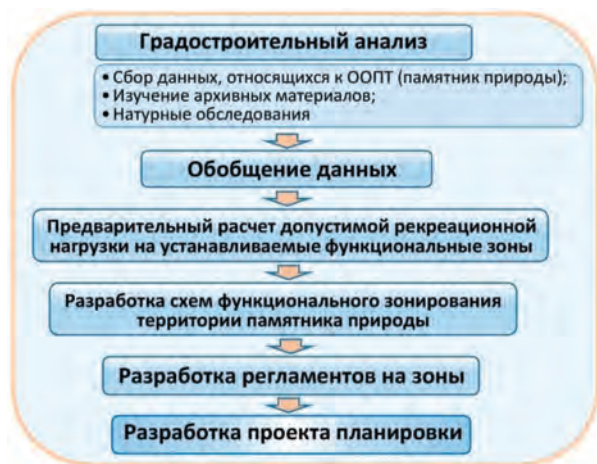 Градостроительный анализ
• Сбор данных, относящихся к ООПТ (памятник природы);
• Изучение архивных материалов;
• Натурные обследования
Обобщение данных
Предварительный расчет допустимой рекреационной
нагрузки на устанавливаемые функциональные зоны
Разработка схем функционального зонирования
территории памятника природы
Разработка регламентов на зоны
Разработка проекта планировки